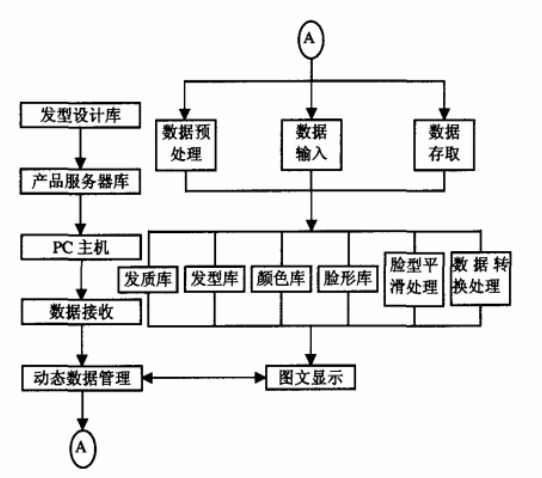 A
发型设计库
数据预
处理
数据
输入
数据
存取
产品服务器库
PC 主机
发质库
发型库
颜色库
脸形库
脸型平
滑处理
数据转
换处理
数据接收
动态数据管理
图文显示
A